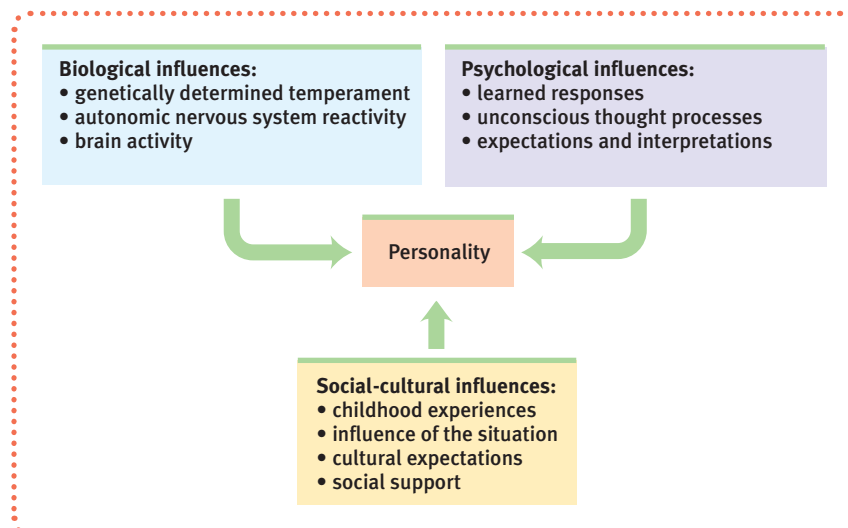 Biological influences:
• genetically determined temperament
• autonomic nervous system reactivity
• brain activity
Psychological influences:
• learned responses
• unconscious thought processes
• expectations and interpretations
Personality
Social-cultural influences:
• childhood experiences
• influence of the situation
• cultural expectations
• social support